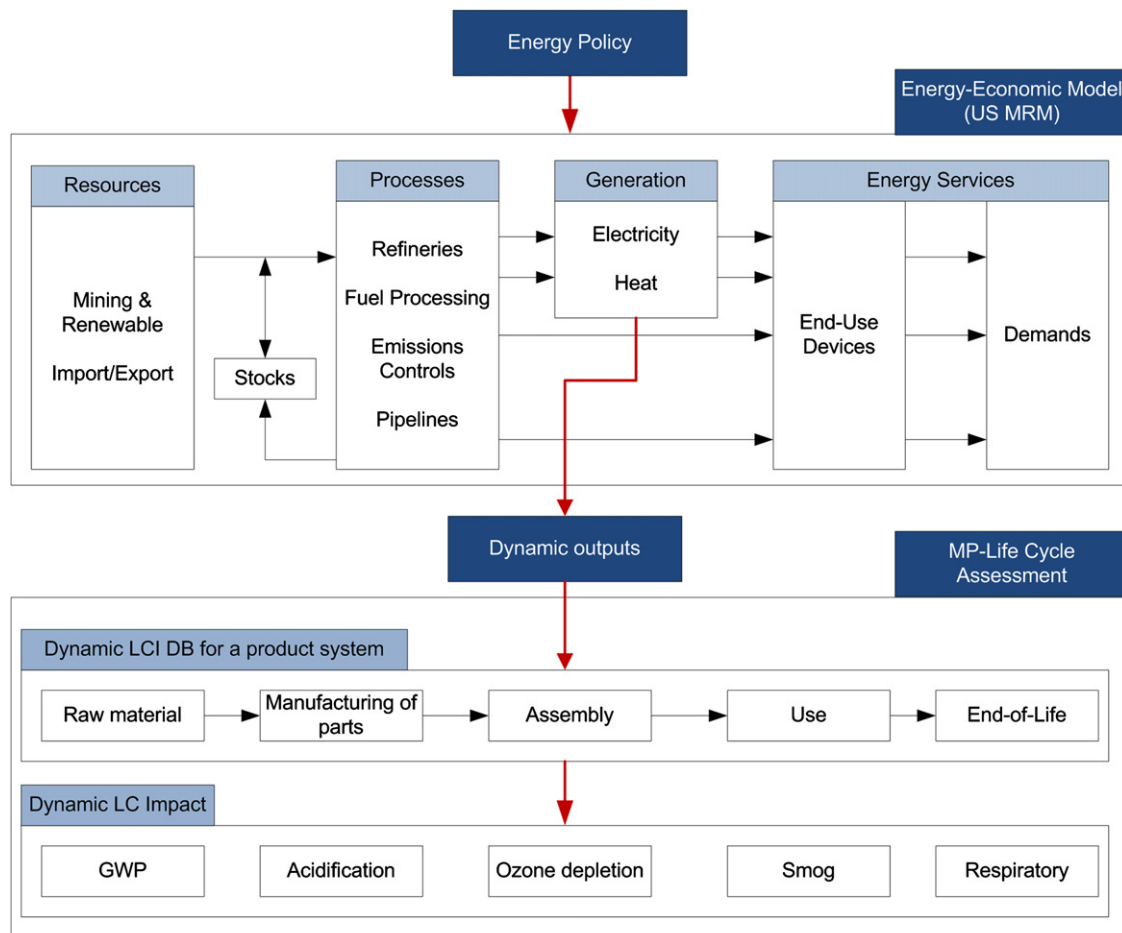 Energy Policy
Energy-Economic Model
(US MRM)
Resources
Processes
Generation
Energy Services
Mining &
Renewable
Import/Export
Stocks
Refineries
Fuel Processing
Emissions
Controls
Pipelines
Electricity
Heat
End-Use
Devices
Demands
Dynamic outputs
MP-Life Cycle
Assessment
Dynamic LCI DB for a product system
Raw material
Manufacturing of
parts
Assembly
Use
End-of-Life
Dynamic LC Impact
GWP
Acidification
Ozone depletion
Smog
Respiratory